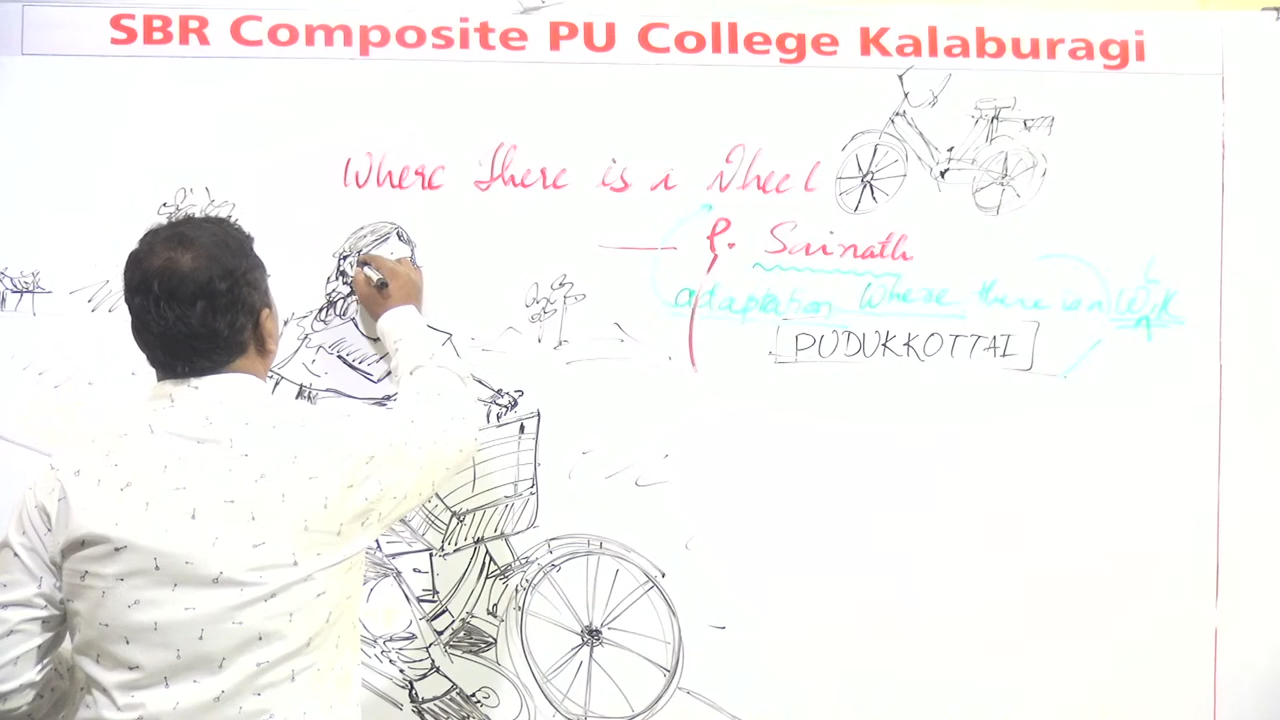 SBR Composite PU College Kalaburagi
Where there is a Wheel
P. Sainath
adaptation Where there is a Will
PUDUKKOTTAI